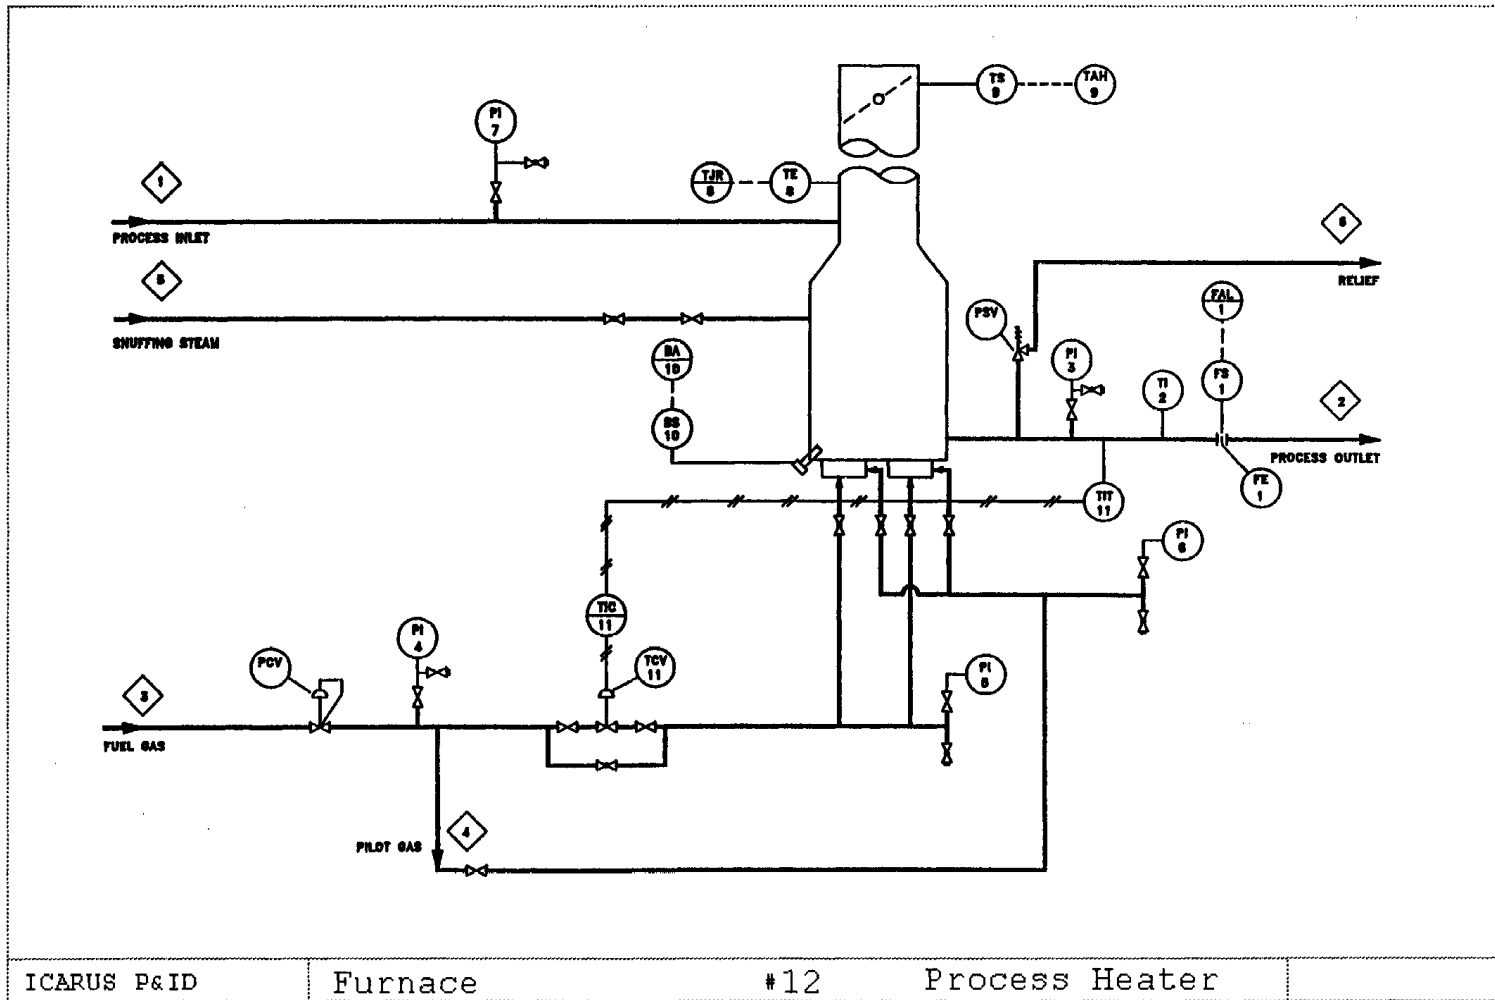 TS
9
TAH
9
PI
7
TJR
8
TE
8
1
PROCESS INLET
6
RELIEF
5
SNUFFING STEAM
FAL
1
PSV
PI
3
BA
10
FS
1
TI
2
2
BS
10
PROCESS OUTLET
FE
1
TIT
11
PI
6
TIC
11
PI
4
PCV
TCV
11
PI
5
3
FUEL GAS
4
PILOT GAS
ICARUS P&ID
Furnace
#12
Process Heater